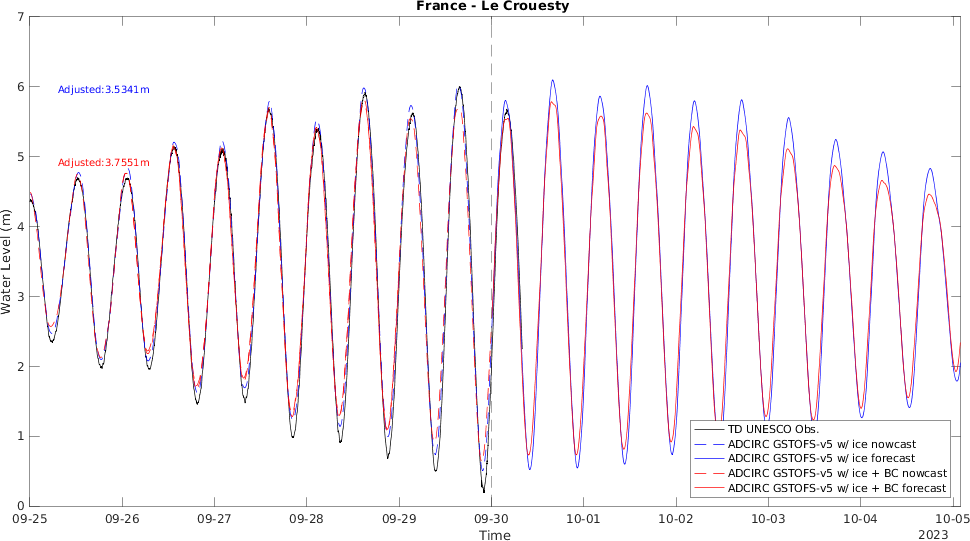 France - Le Crouesty
7
6
5
4
3
2
1
0
Water Level (m)
Adjusted:3.5341m
Adjusted:3.7551m
TD UNESCO Obs.
ADCIRC GSTOFS-v5 w/ ice nowcast
ADCIRC GSTOFS-v5 w/ ice forecast
ADCIRC GSTOFS-v5 w/ ice + BC nowcast
ADCIRC GSTOFS-v5 w/ ice + BC forecast
09-25 09-26 09-27 09-28 09-29 09-30 10-01 10-02 10-03 10-04 10-05
Time
2023